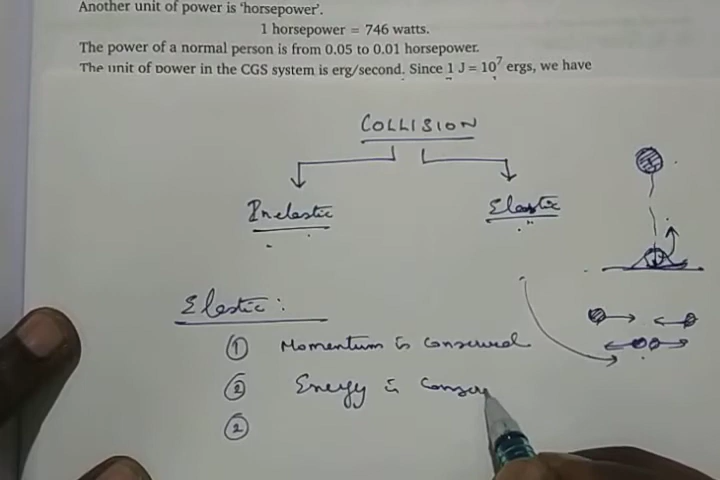 Another unit of power is 'horsepower'.
1 horsepower = 746 watts.
The power of a normal person is from 0.05 to 0.01 horsepower.
The unit of power in the CGS system is erg/second. Since 1 J = 10⁷ ergs, we have
COLLISION
Inelastic Elastic
Elastic:
① Momentum is conserved
② Energy is conser
②